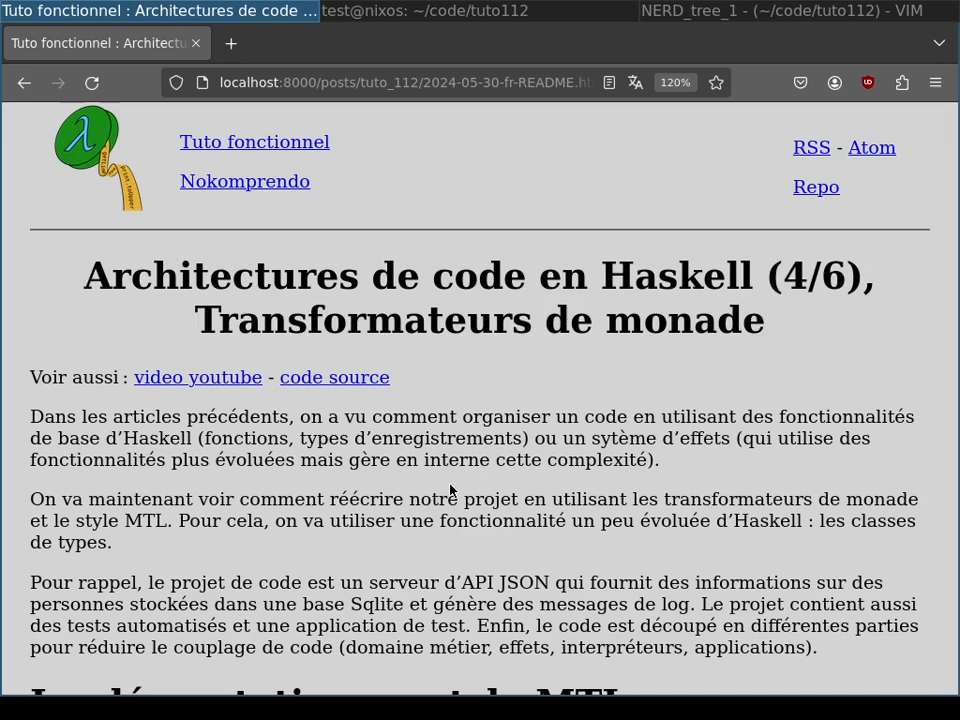 Tuto fonctionnel : Architectures de code ... test@nixos: ~/code/tuto112 NERD_tree_1 - (~/code/tuto112) - VIM
Tuto fonctionnel : Architectu
localhost:8000/posts/tuto_112/2024-05-30-fr-README.ht 120%
Tuto fonctionnel
RSS - Atom
Nokomprendo
Repo
Architectures de code en Haskell (4/6),
Transformateurs de monade
Voir aussi : video youtube - code source
Dans les articles précédents, on a vu comment organiser un code en utilisant des fonctionnalités
de base d’Haskell (fonctions, types d’enregistrements) ou un sytème d’effets (qui utilise des
fonctionnalités plus évoluées mais gère en interne cette complexité).
On va maintenant voir comment réécrire notre projet en utilisant les transformateurs de monade
et le style MTL. Pour cela, on va utiliser une fonctionnalité un peu évoluée d’Haskell : les classes
de types.
Pour rappel, le projet de code est un serveur d’API JSON qui fournit des informations sur des
personnes stockées dans une base Sqlite et génère des messages de log. Le projet contient aussi
des tests automatisés et une application de test. Enfin, le code est découpé en différentes parties
pour réduire le couplage de code (domaine métier, effets, interpréteurs, applications).